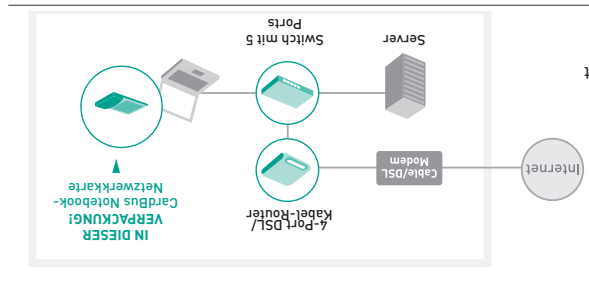 IN DIESER
VERPACKUNG!
CardBus Notebook-
Netzwerkkarte
4-Port DSL/
Kabel-Router
Cable/DSL
Modem
Internet
Switch mit 5
Ports
Server
t